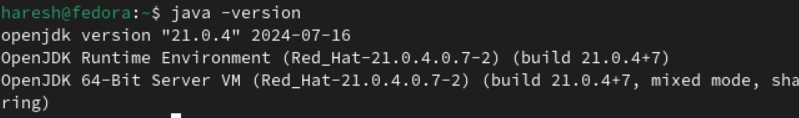 haresh@fedora:~$ java -version
openjdk version "21.0.4" 2024-07-16
OpenJDK Runtime Environment (Red_Hat-21.0.4.0.7-2) (build 21.0.4+7)
OpenJDK 64-Bit Server VM (Red_Hat-21.0.4.0.7-2) (build 21.0.4+7, mixed mode, sha
ring)